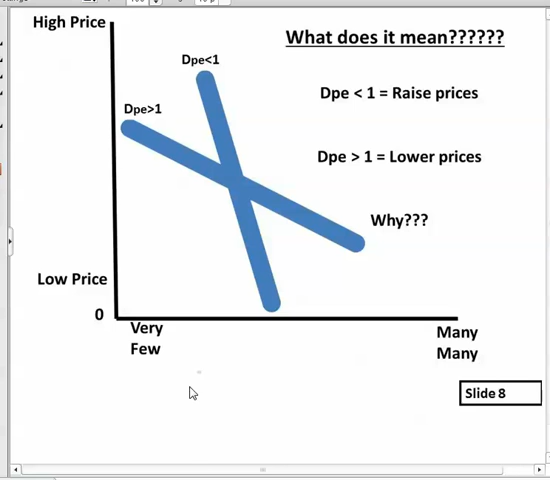 High Price
What does it mean??????
Dpe<1
Dpe < 1 = Raise prices
Dpe>1
Dpe > 1 = Lower prices
Why???
Low Price
0
Very
Few
Many
Many
Slide 8